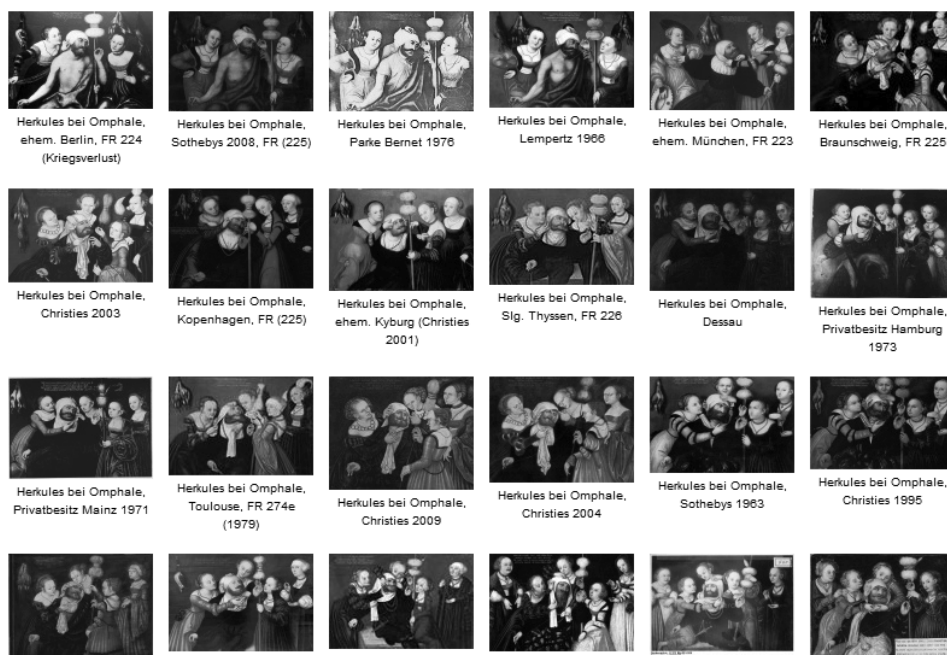 Herkules bei Omphale,
ehem. Berlin, FR 224
(Kriegsverlust)
Herkules bei Omphale,
Sothebys 2008, FR (225)
Herkules bei Omphale,
Parke Bernet 1976
Herkules bei Omphale,
Lempertz 1966
Herkules bei Omphale,
ehem. München, FR 223
Herkules bei Omphale,
Braunschweig, FR 225
Herkules bei Omphale,
Christies 2003
Herkules bei Omphale,
Kopenhagen, FR (225)
Herkules bei Omphale,
ehem. Kyburg (Christies
2001)
Herkules bei Omphale,
Slg. Thyssen, FR 226
Herkules bei Omphale,
Dessau
Herkules bei Omphale,
Privatbesitz Hamburg
1973
Herkules bei Omphale,
Privatbesitz Mainz 1971
Herkules bei Omphale,
Toulouse, FR 274e
(1979)
Herkules bei Omphale,
Christies 2009
Herkules bei Omphale,
Christies 2004
Herkules bei Omphale,
Sothebys 1963
Herkules bei Omphale,
Christies 1995